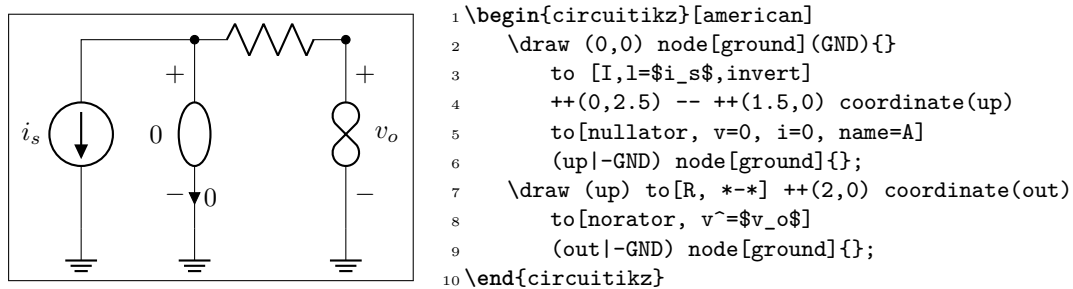 +
+
i_s
0
v_o
−
0
−
1 \begin{circuitikz}[american]
2 \draw (0,0) node[ground](GND){}
3 to [I,l=$i_s$,invert]
4 ++(0,2.5) -- ++(1.5,0) coordinate(up)
5 to[nullator, v=0, i=0, name=A]
6 (up|-GND) node[ground]{};
7 \draw (up) to[R, *-*] ++(2,0) coordinate(out)
8 to[norator, v^=$v_o$]
9 (out|-GND) node[ground]{};
10 \end{circuitikz}